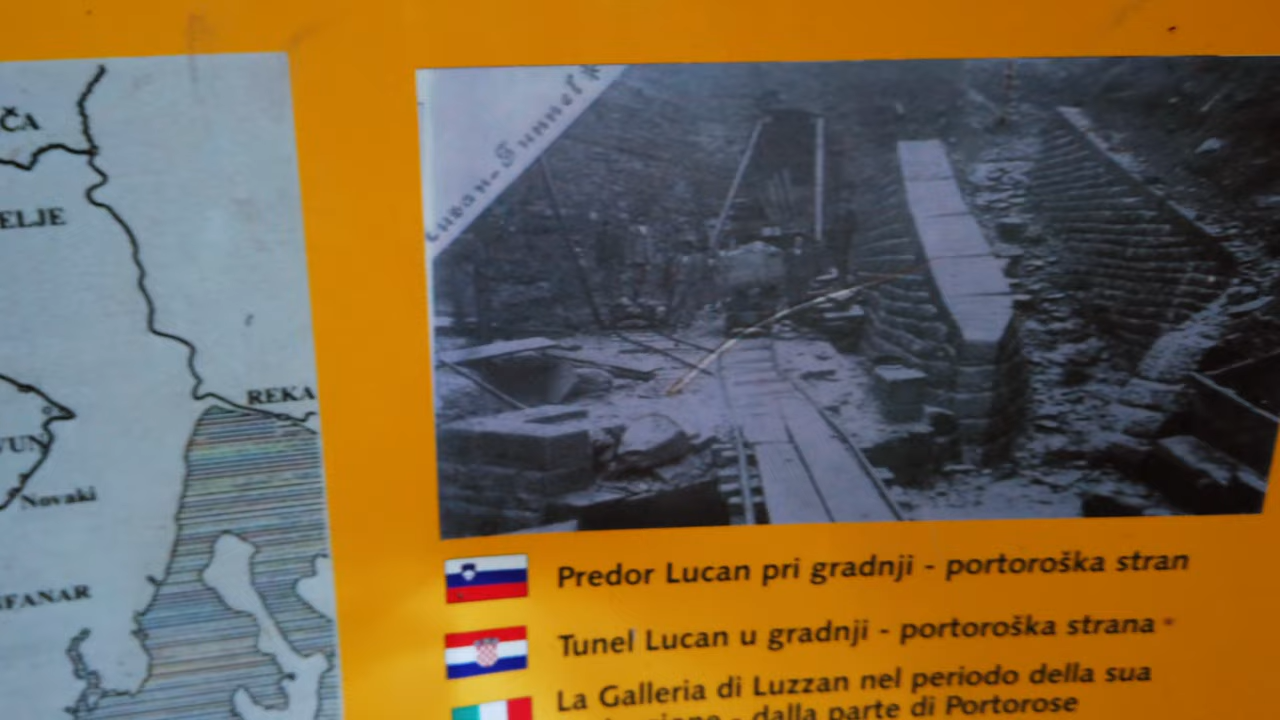 ČA
ELJE
REKA
Novaki
FANAR
Predor Lucan pri gradnji - portoroška stran
Tunel Lucan u gradnji - portoroška strana
La Galleria di Luzzan nel periodo della sua
dalla parte di Portorose